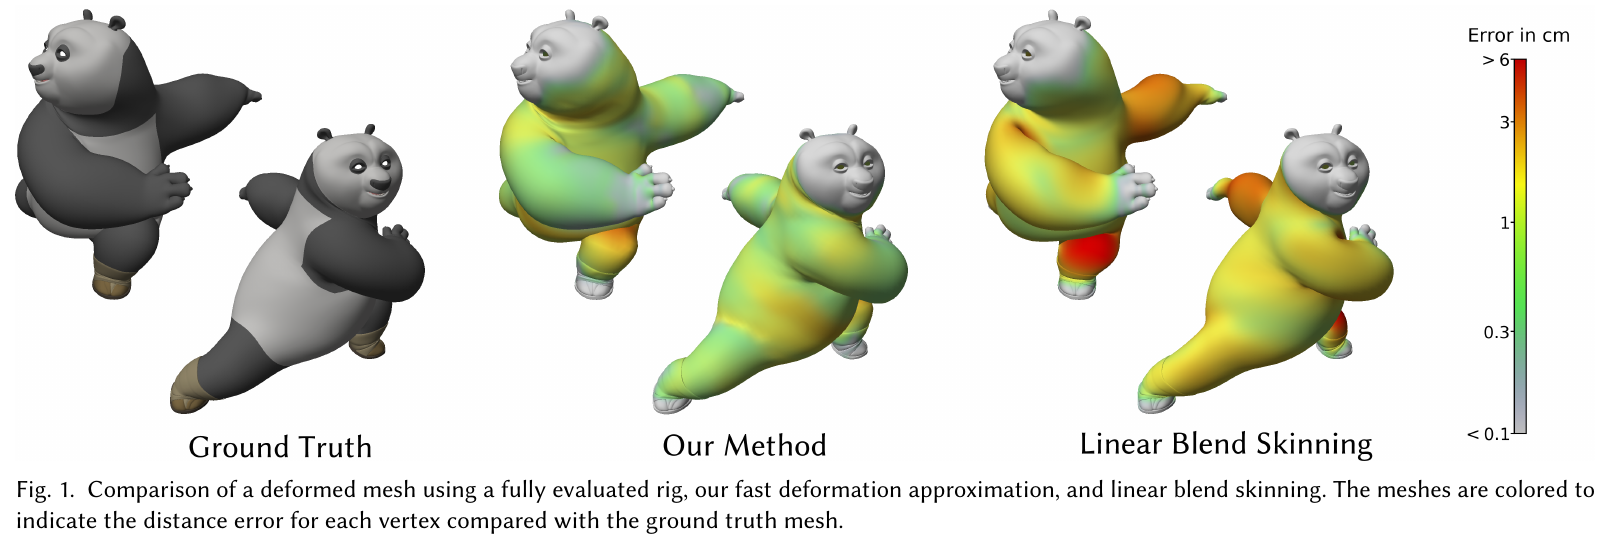 Error in cm
> 6
3
1
0.3
< 0.1
Ground Truth
Our Method
Linear Blend Skinning
Fig. 1. Comparison of a deformed mesh using a fully evaluated rig, our fast deformation approximation, and linear blend skinning. The meshes are colored to
indicate the distance error for each vertex compared with the ground truth mesh.